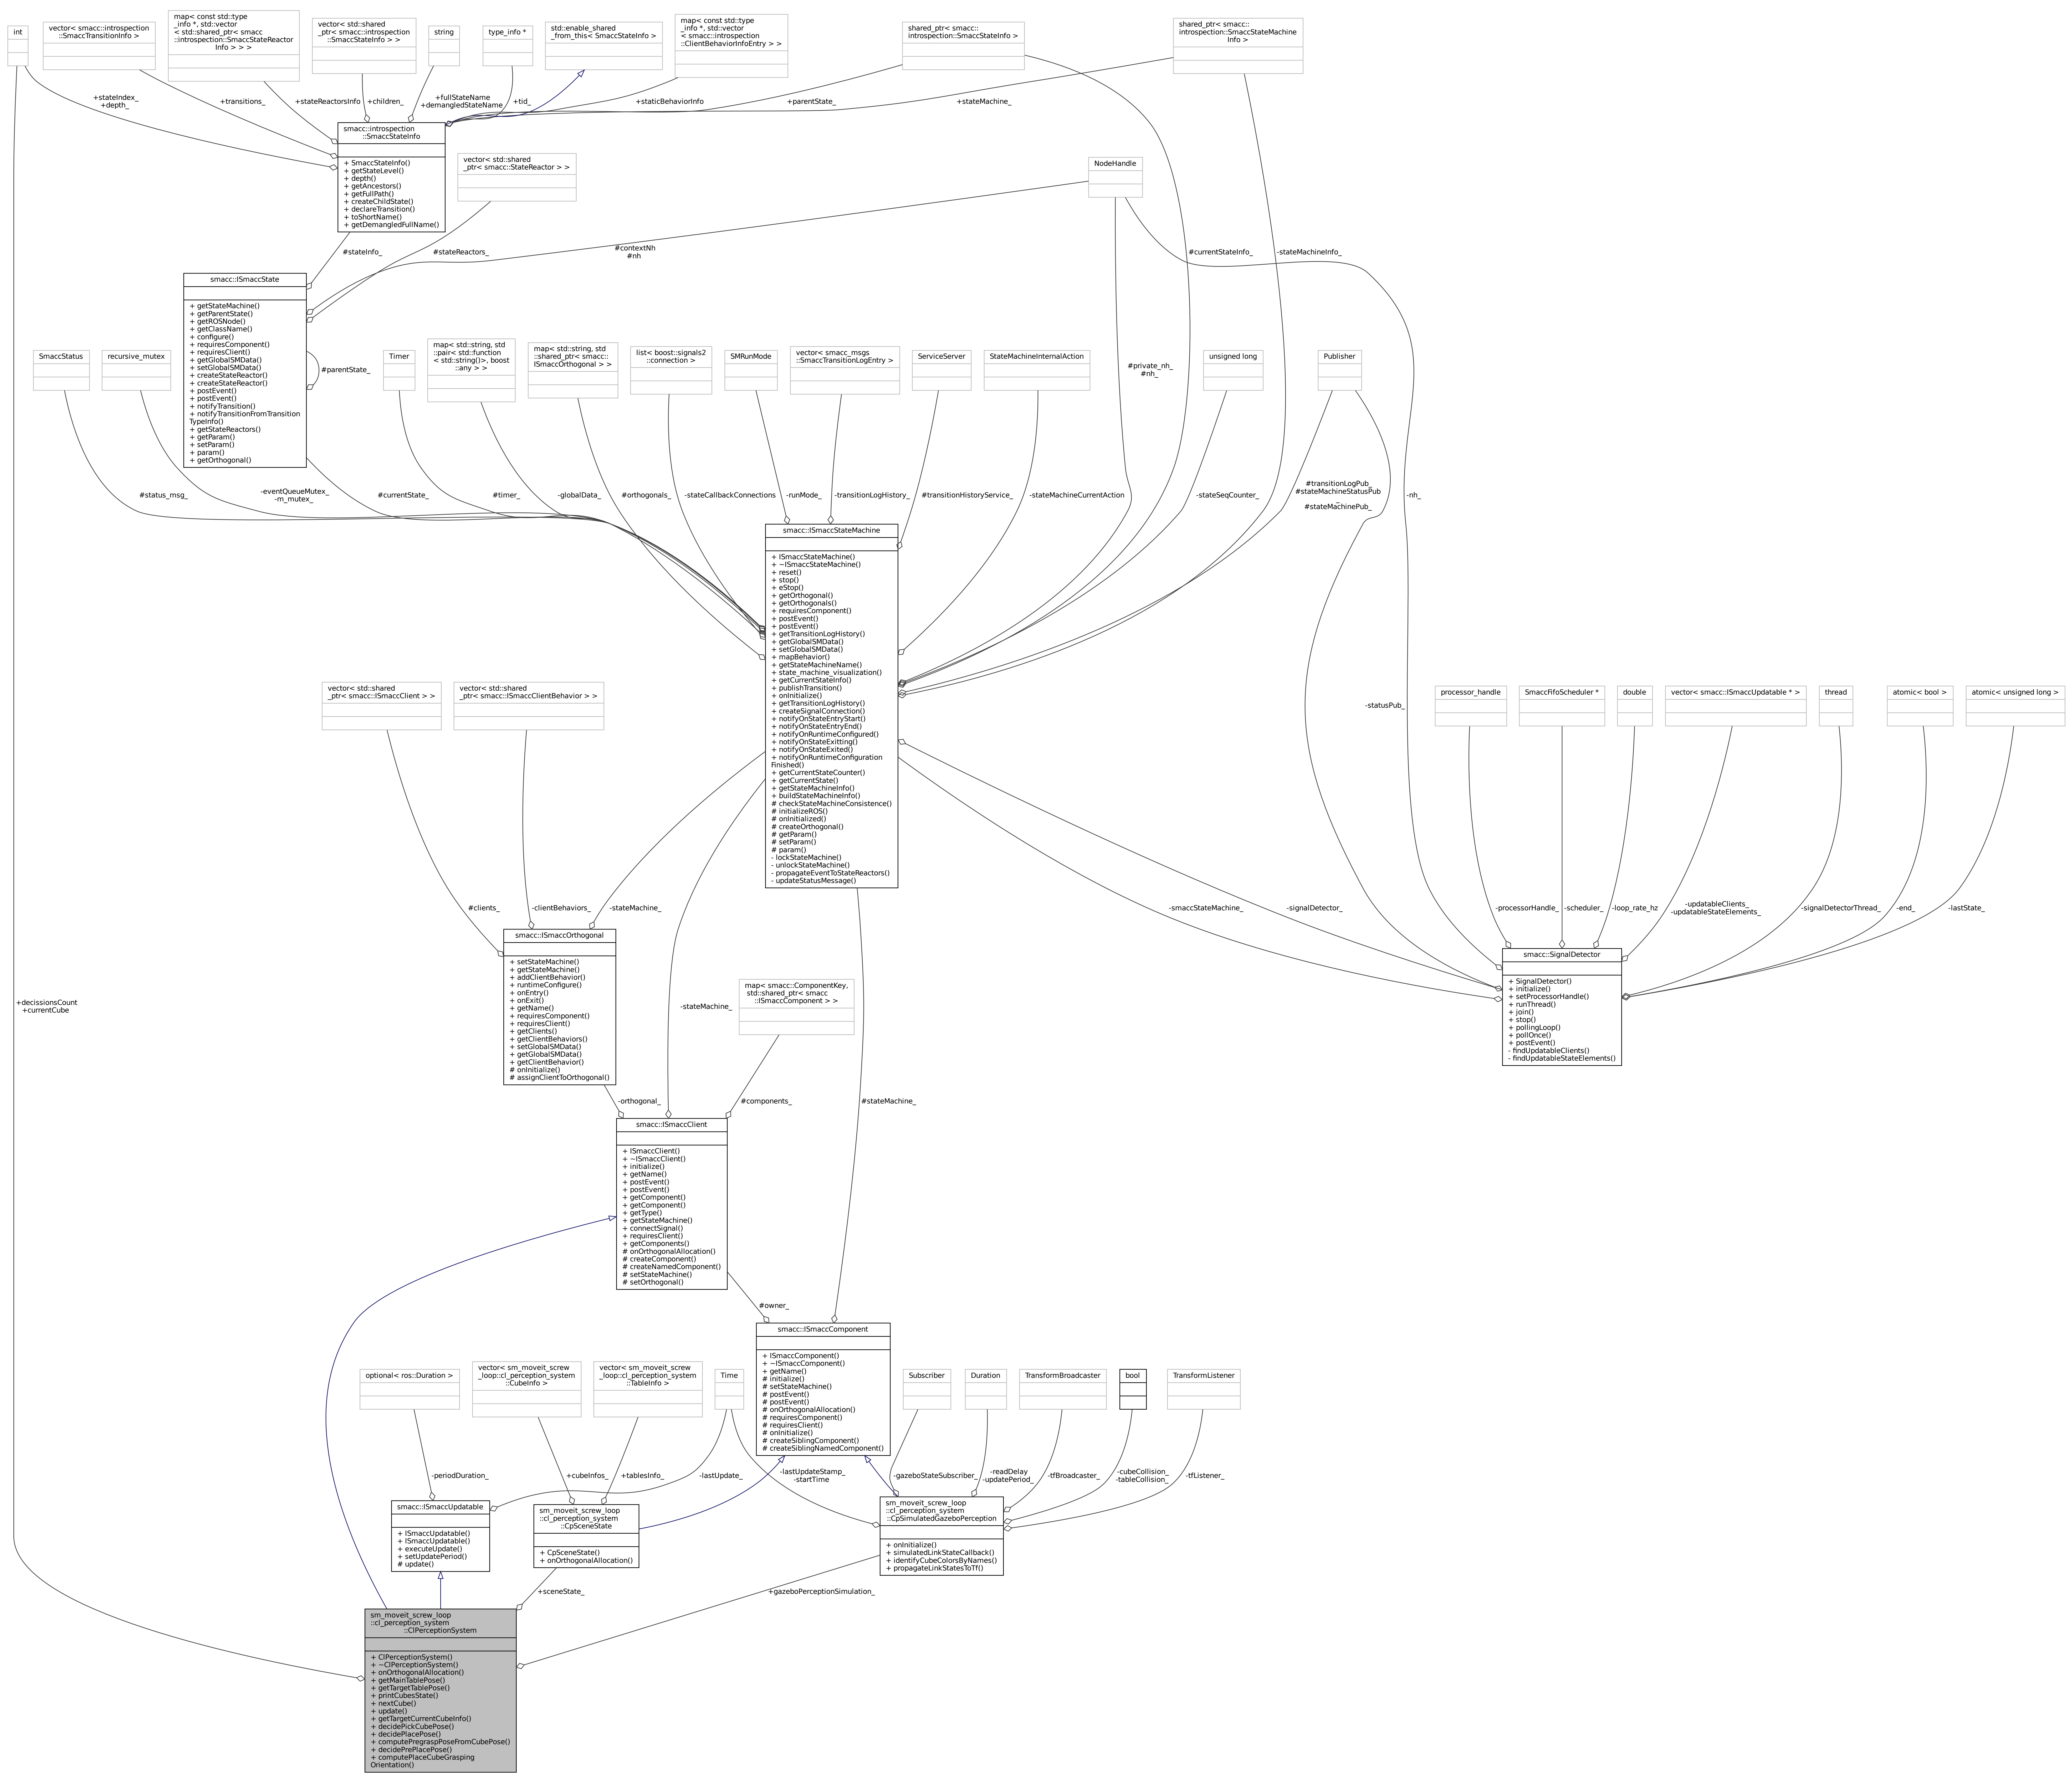 int
vector< smacc::introspection
::SmaccTransitionInfo >
map< const std::type
_info *, std::vector
< std::shared_ptr< smacc
::introspection::SmaccStateReactor
Info > > >
vector< std::shared
_ptr< smacc::introspection
::SmaccStateInfo > >
string
type_info *
std::enable_shared
_from_this< SmaccStateInfo >
map< const std::type
_info *, std::vector
< smacc::introspection
::ClientBehaviorInfoEntry > >
shared_ptr< smacc::
introspection::SmaccStateInfo >
shared_ptr< smacc::
introspection::SmaccStateMachine
Info >
+stateIndex_
+depth_
+transitions_
+stateReactorsInfo
+children_
+fullStateName
+demangledStateName
+tid_
+staticBehaviorInfo
+parentState_
+stateMachine_
smacc::introspection
::SmaccStateInfo
+ SmaccStateInfo()
+ getStateLevel()
+ depth()
+ getAncestors()
+ getFullPath()
+ createChildState()
+ declareTransition()
+ toShortName()
+ getDemangledFullName()
vector< std::shared
_ptr< smacc::StateReactor > >
NodeHandle
#stateInfo_
#stateReactors_
#contextNh
#nh
#currentStateInfo_
-stateMachineInfo_
smacc::ISmaccState
+ getStateMachine()
+ getParentState()
+ getROSNode()
+ getClassName()
+ configure()
+ requiresComponent()
+ requiresClient()
+ getGlobalSMData()
+ setGlobalSMData()
+ createStateReactor()
+ createStateReactor()
+ postEvent()
+ postEvent()
+ notifyTransition()
+ notifyTransitionFromTransition
TypeInfo()
+ getStateReactors()
+ getParam()
+ setParam()
+ param()
+ getOrthogonal()
#parentState_
SmaccStatus
recursive_mutex
Timer
map< std::string, std
::pair< std::function
< std::string()>, boost
::any > >
map< std::string, std
::shared_ptr< smacc::
ISmaccOrthogonal > >
list< boost::signals2
::connection >
SMRunMode
vector< smacc_msgs
::SmaccTransitionLogEntry >
ServiceServer
StateMachineInternalAction
#private_nh_
#nh_
unsigned long
Publisher
#status_msg_
-eventQueueMutex_
-m_mutex_
#currentState_
#timer_
-globalData_
#orthogonals_
-stateCallbackConnections
-runMode_
-transitionLogHistory_
#transitionHistoryService_
-stateMachineCurrentAction
-stateSeqCounter_
#transitionLogPub_
#stateMachineStatusPub
_
#stateMachinePub_
-nh_
smacc::ISmaccStateMachine
+ ISmaccStateMachine()
+ ~ISmaccStateMachine()
+ reset()
+ stop()
+ eStop()
+ getOrthogonal()
+ getOrthogonals()
+ requiresComponent()
+ postEvent()
+ postEvent()
+ getTransitionLogHistory()
+ getGlobalSMData()
+ setGlobalSMData()
+ mapBehavior()
+ getStateMachineName()
+ state_machine_visualization()
+ getCurrentStateInfo()
+ publishTransition()
+ onInitialize()
+ getTransitionLogHistory()
+ createSignalConnection()
+ notifyOnStateEntryStart()
+ notifyOnStateEntryEnd()
+ notifyOnRuntimeConfigured()
+ notifyOnStateExitting()
+ notifyOnStateExited()
+ notifyOnRuntimeConfiguration
Finished()
+ getCurrentStateCounter()
+ getCurrentState()
+ getStateMachineInfo()
+ buildStateMachineInfo()
# checkStateMachineConsistence()
# initializeROS()
# onInitialized()
# createOrthogonal()
# getParam()
# setParam()
# param()
- lockStateMachine()
- unlockStateMachine()
- propagateEventToStateReactors()
- updateStatusMessage()
vector< std::shared
_ptr< smacc::ISmaccClient > >
vector< std::shared
_ptr< smacc::ISmaccClientBehavior > >
-statusPub_
processor_handle
SmaccFifoScheduler *
double
vector< smacc::ISmaccUpdatable * >
thread
atomic< bool >
atomic< unsigned long >
#clients_
-clientBehaviors_
-stateMachine_
-smaccStateMachine_
-signalDetector_
-processorHandle_
-scheduler_
-loop_rate_hz
-updatableClients_
-updatableStateElements_
-signalDetectorThread_
-end_
-lastState_
smacc::ISmaccOrthogonal
+ setStateMachine()
+ getStateMachine()
+ addClientBehavior()
+ runtimeConfigure()
+ onEntry()
+ onExit()
+ getName()
+ requiresComponent()
+ requiresClient()
+ getClients()
+ getClientBehaviors()
+ setGlobalSMData()
+ getGlobalSMData()
+ getClientBehavior()
# onInitialize()
# assignClientToOrthogonal()
smacc::SignalDetector
+ SignalDetector()
+ initialize()
+ setProcessorHandle()
+ runThread()
+ join()
+ stop()
+ pollingLoop()
+ pollOnce()
+ postEvent()
- findUpdatableClients()
- findUpdatableStateElements()
+decissionsCount
+currentCube
-stateMachine_
map< smacc::ComponentKey,
std::shared_ptr< smacc
::ISmaccComponent > >
-orthogonal_
#components_
#stateMachine_
smacc::ISmaccClient
+ ISmaccClient()
+ ~ISmaccClient()
+ initialize()
+ getName()
+ postEvent()
+ postEvent()
+ getComponent()
+ getComponent()
+ getType()
+ getStateMachine()
+ connectSignal()
+ requiresClient()
+ getComponents()
# onOrthogonalAllocation()
# createComponent()
# createNamedComponent()
# setStateMachine()
# setOrthogonal()
#owner_
smacc::ISmaccComponent
+ ISmaccComponent()
+ ~ISmaccComponent()
+ getName()
# initialize()
# setStateMachine()
# postEvent()
# postEvent()
# onOrthogonalAllocation()
# requiresComponent()
# requiresClient()
# onInitialize()
# createSiblingComponent()
# createSiblingNamedComponent()
optional< ros::Duration >
vector< sm_moveit_screw
_loop::cl_perception_system
::CubeInfo >
vector< sm_moveit_screw
_loop::cl_perception_system
::TableInfo >
Time
Subscriber
Duration
TransformBroadcaster
bool
TransformListener
-periodDuration_
+cubeInfos_
+tablesInfo_
-lastUpdate_
-lastUpdateStamp_
-startTime
-gazeboStateSubscriber_
-readDelay
-updatePeriod_
-tfBroadcaster_
-cubeCollision_
-tableCollision_
-tfListener_
smacc::ISmaccUpdatable
+ ISmaccUpdatable()
+ ISmaccUpdatable()
+ executeUpdate()
+ setUpdatePeriod()
# update()
sm_moveit_screw_loop
::cl_perception_system
::CpSceneState
+ CpSceneState()
+ onOrthogonalAllocation()
sm_moveit_screw_loop
::cl_perception_system
::CpSimulatedGazeboPerception
+ onInitialize()
+ simulatedLinkStateCallback()
+ identifyCubeColorsByNames()
+ propagateLinkStatesToTf()
+sceneState_
+gazeboPerceptionSimulation_
sm_moveit_screw_loop
::cl_perception_system
::ClPerceptionSystem
+ ClPerceptionSystem()
+ ~ClPerceptionSystem()
+ onOrthogonalAllocation()
+ getMainTablePose()
+ getTargetTablePose()
+ printCubesState()
+ nextCube()
+ update()
+ getTargetCurrentCubeInfo()
+ decidePickCubePose()
+ decidePlacePose()
+ computePregraspPoseFromCubePose()
+ decidePrePlacePose()
+ computePlaceCubeGrasping
Orientation()